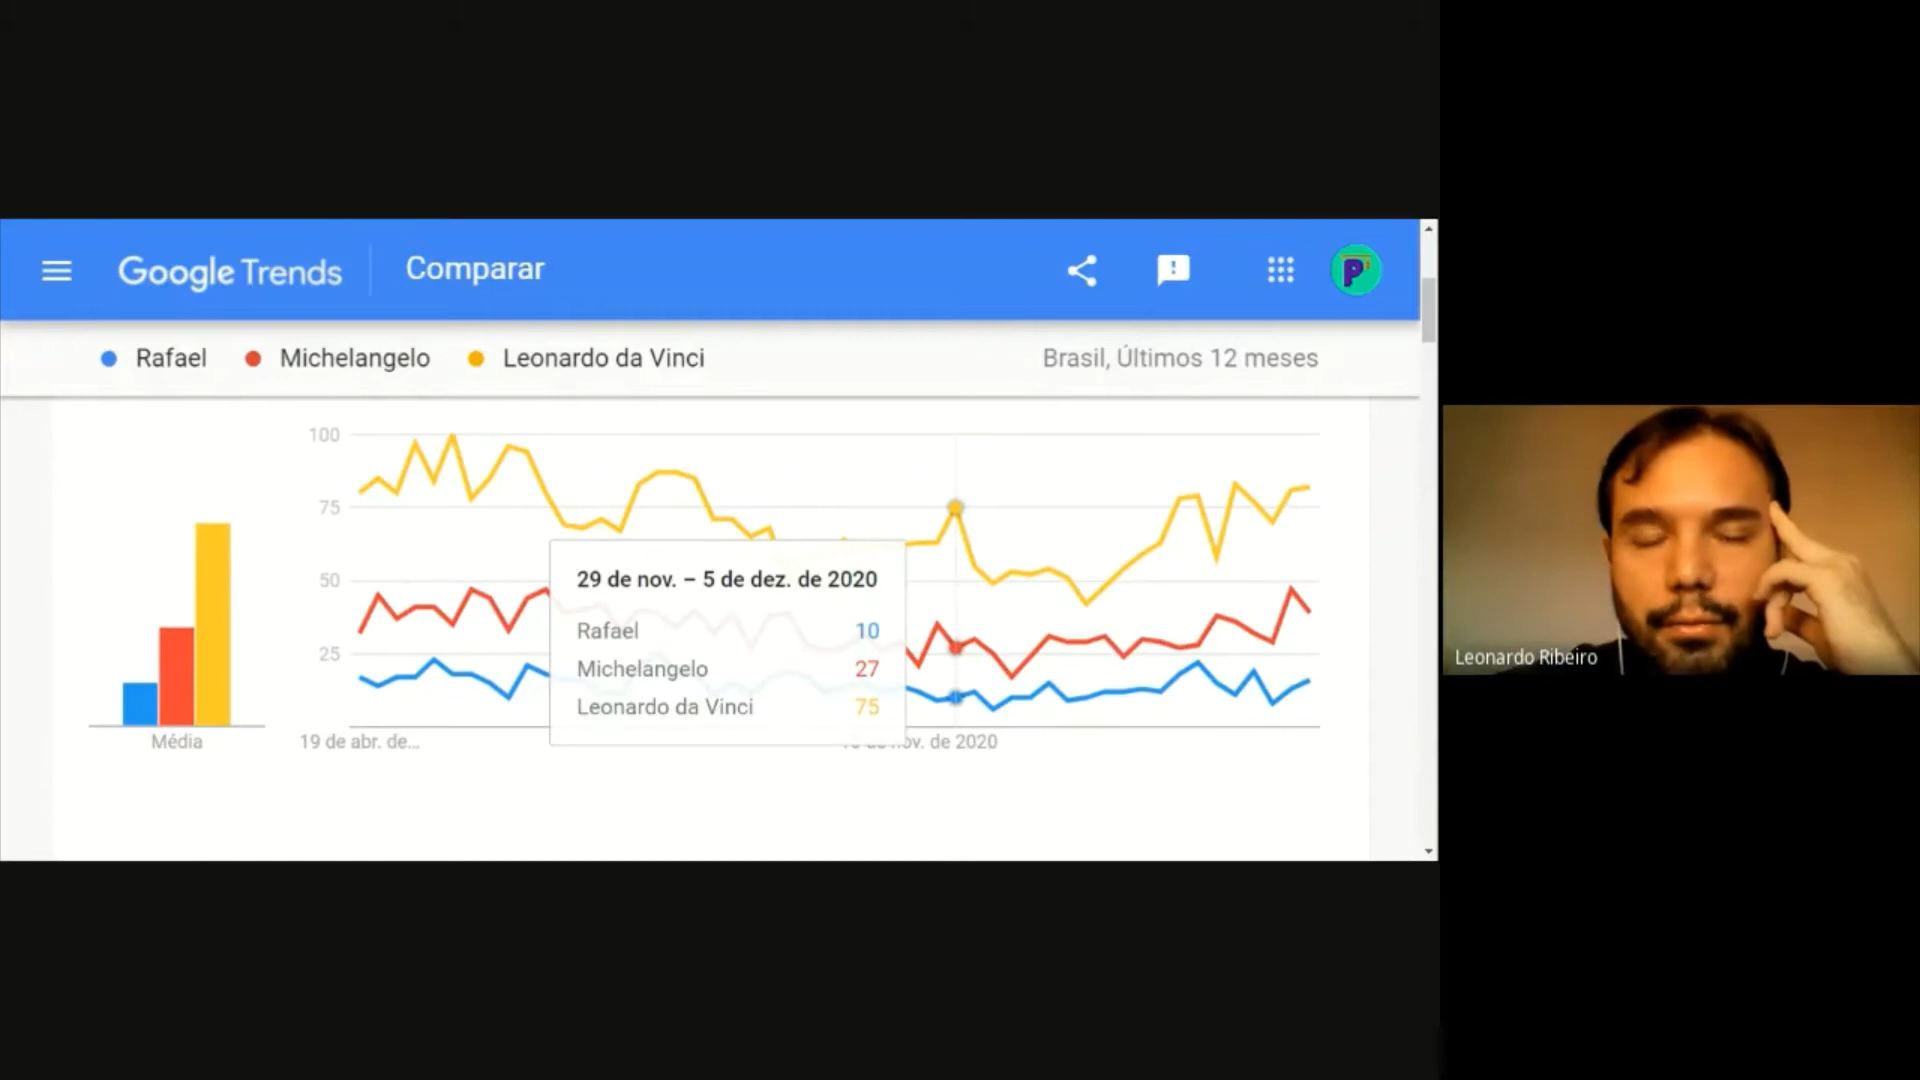 Google Trends
Comparar
Rafael
Michelangelo
Leonardo da Vinci
Brasil, Últimos 12 meses
100
75
50
25
29 de nov. – 5 de dez. de 2020
Rafael 10
Michelangelo 27
Leonardo da Vinci 75
Média
19 de abr. de...
nov. de 2020
Leonardo Ribeiro